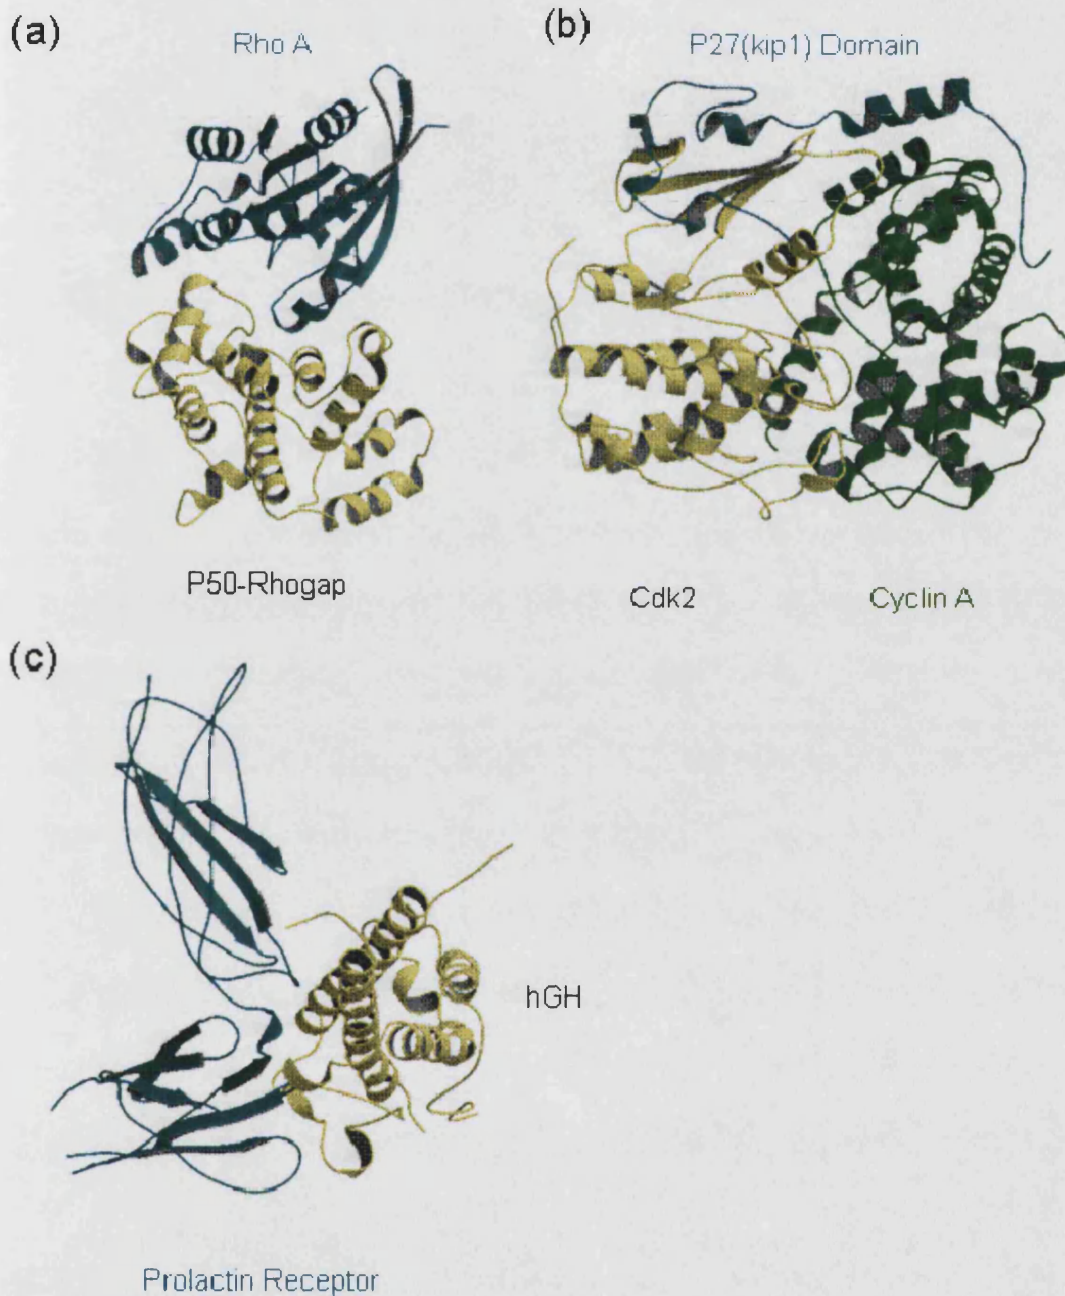 (a)
Rho A
P50-Rhogap
(b)
P27(kip1) Domain
Cdk2
Cyclin A
(c)
hGH
Prolactin Receptor